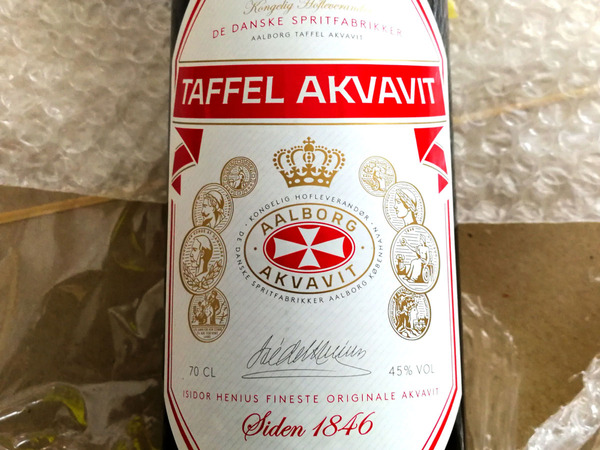 Kongelig Hofleverandør
DE DANSKE SPRITFABRIKKER
AALBORG TAFFEL AKVAVIT
TAFFEL AKVAVIT
· KONGELIG HOFLEVERANDØR ·
DE DANSKE SPRITFABRIKKER AALBORG KØBENHAVN
AALBORG
AKVAVIT
70 CL
45% VOL
ISIDOR HENIUS FINESTE ORIGINALE AKVAVIT
Siden 1846